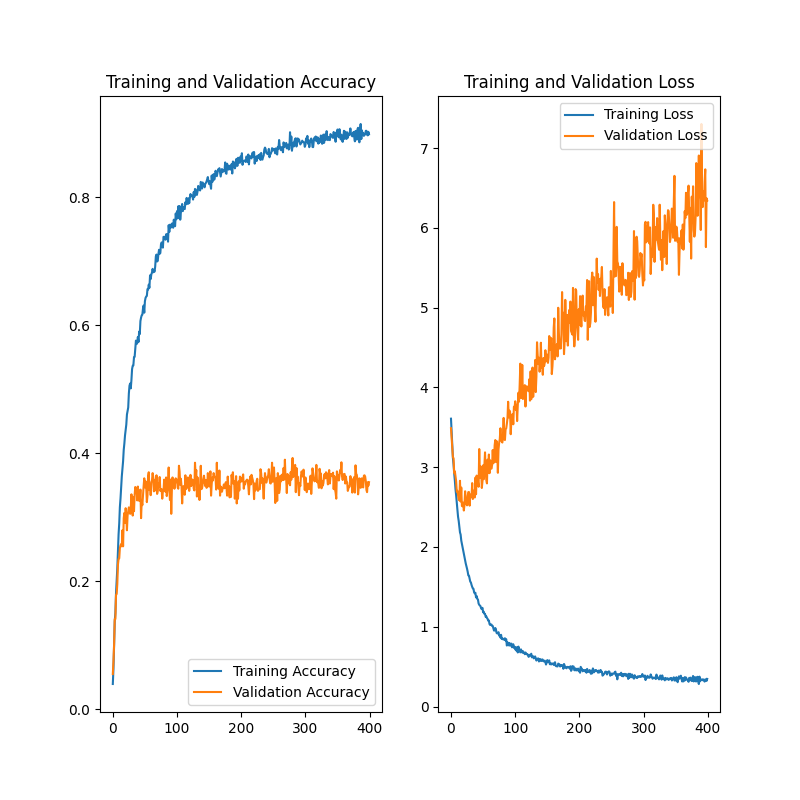 Training and Validation Accuracy
0.8
0.6
0.4
0.2
0.0
Training Accuracy
Validation Accuracy
0 100 200 300 400
Training and Validation Loss
Training Loss
Validation Loss
7
6
5
4
3
2
1
0
0 100 200 300 400